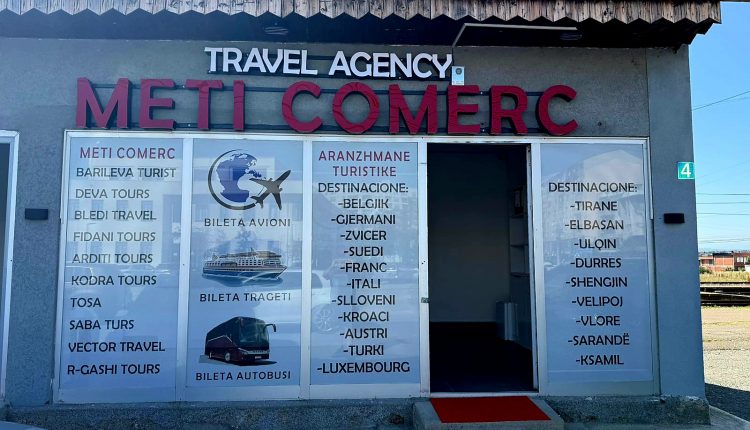 TRAVEL AGENCY
METI COMERC
METI COMERC
BARILEVA TURIST
DEVA TOURS
BLEDI TRAVEL
FIDANI TOURS
ARDITI TOURS
KODRA TOURS
TOSA
SABA TURS
VECTOR TRAVEL
R-GASHI TOURS
BILETA AVIONI
BILETA TRAGETI
BILETA AUTOBUSI
ARANZHMANE
TURISTIKE
DESTINACIONE:
-BELGJIK
-GJERMANI
-ZVICER
-SUEDI
-FRANC
-ITALI
-SLLOVENI
-KROACI
-AUSTRI
-TURKI
-LUXEMBOURG
DESTINACIONE:
-TIRANE
-ELBASAN
-ULQIN
-DURRES
-SHENGJIN
-VELIPOJ
-VLORE
-SARANDË
-KSAMIL
4